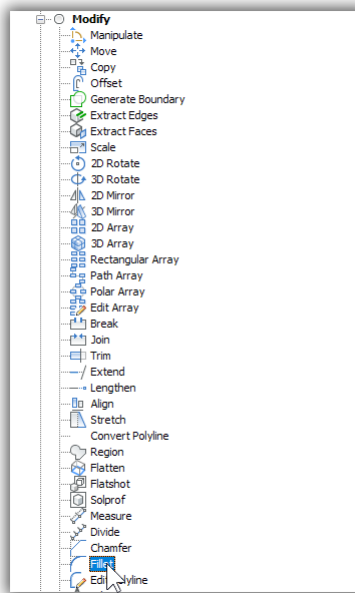 Modify
Manipulate
Move
Copy
Offset
Generate Boundary
Extract Edges
Extract Faces
Scale
2D Rotate
3D Rotate
2D Mirror
3D Mirror
2D Array
3D Array
Rectangular Array
Path Array
Polar Array
Edit Array
Break
Join
Trim
Extend
Lengthen
Align
Stretch
Convert Polyline
Region
Flatten
Flatshot
Solprof
Measure
Divide
Chamfer
Fillet
Edit Polyline